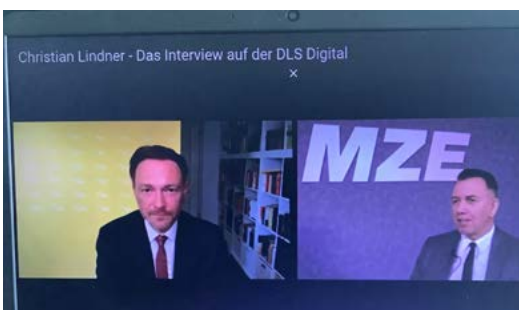 Christian Lindner - Das Interview auf der DLS Digital
×
MZE